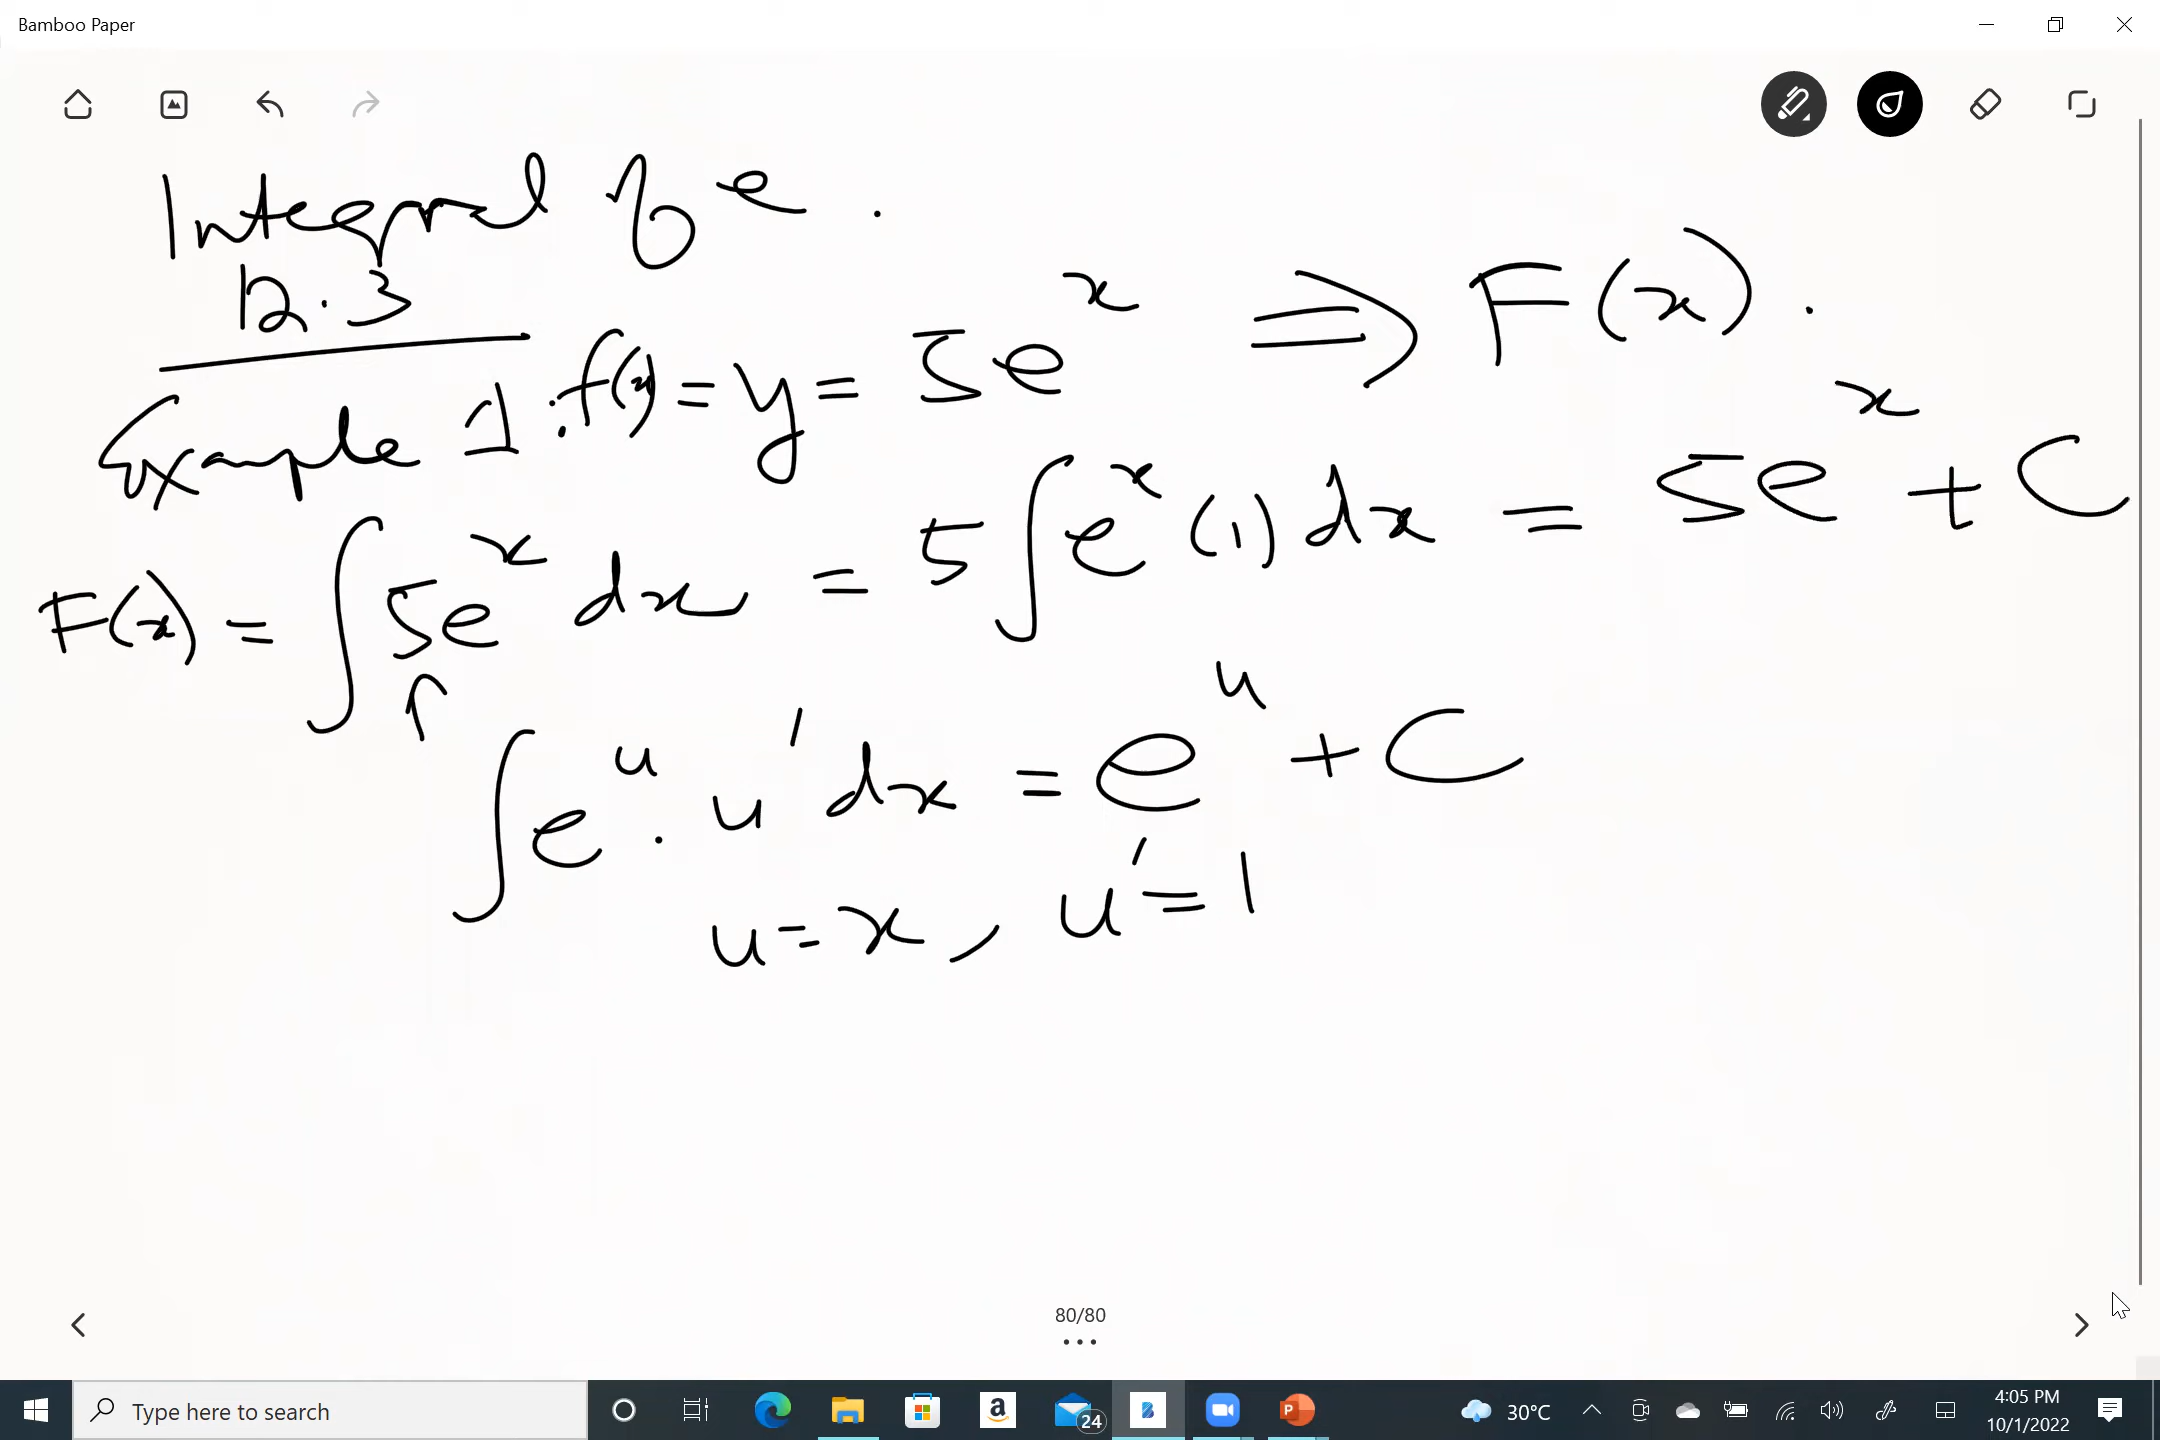 Bamboo Paper
Integral of e.
12.3
Example 1: f(x) = y = 5e^x ⇒ F(x).
F(x) = ∫ 5e^x dx = 5 ∫ e^x (1) dx = 5e^x + C
∫ e^u · u' dx = e^u + C
u = x, u' = 1
80/80
Type here to search
a
24
B
P
30°C
4:05 PM
10/1/2022